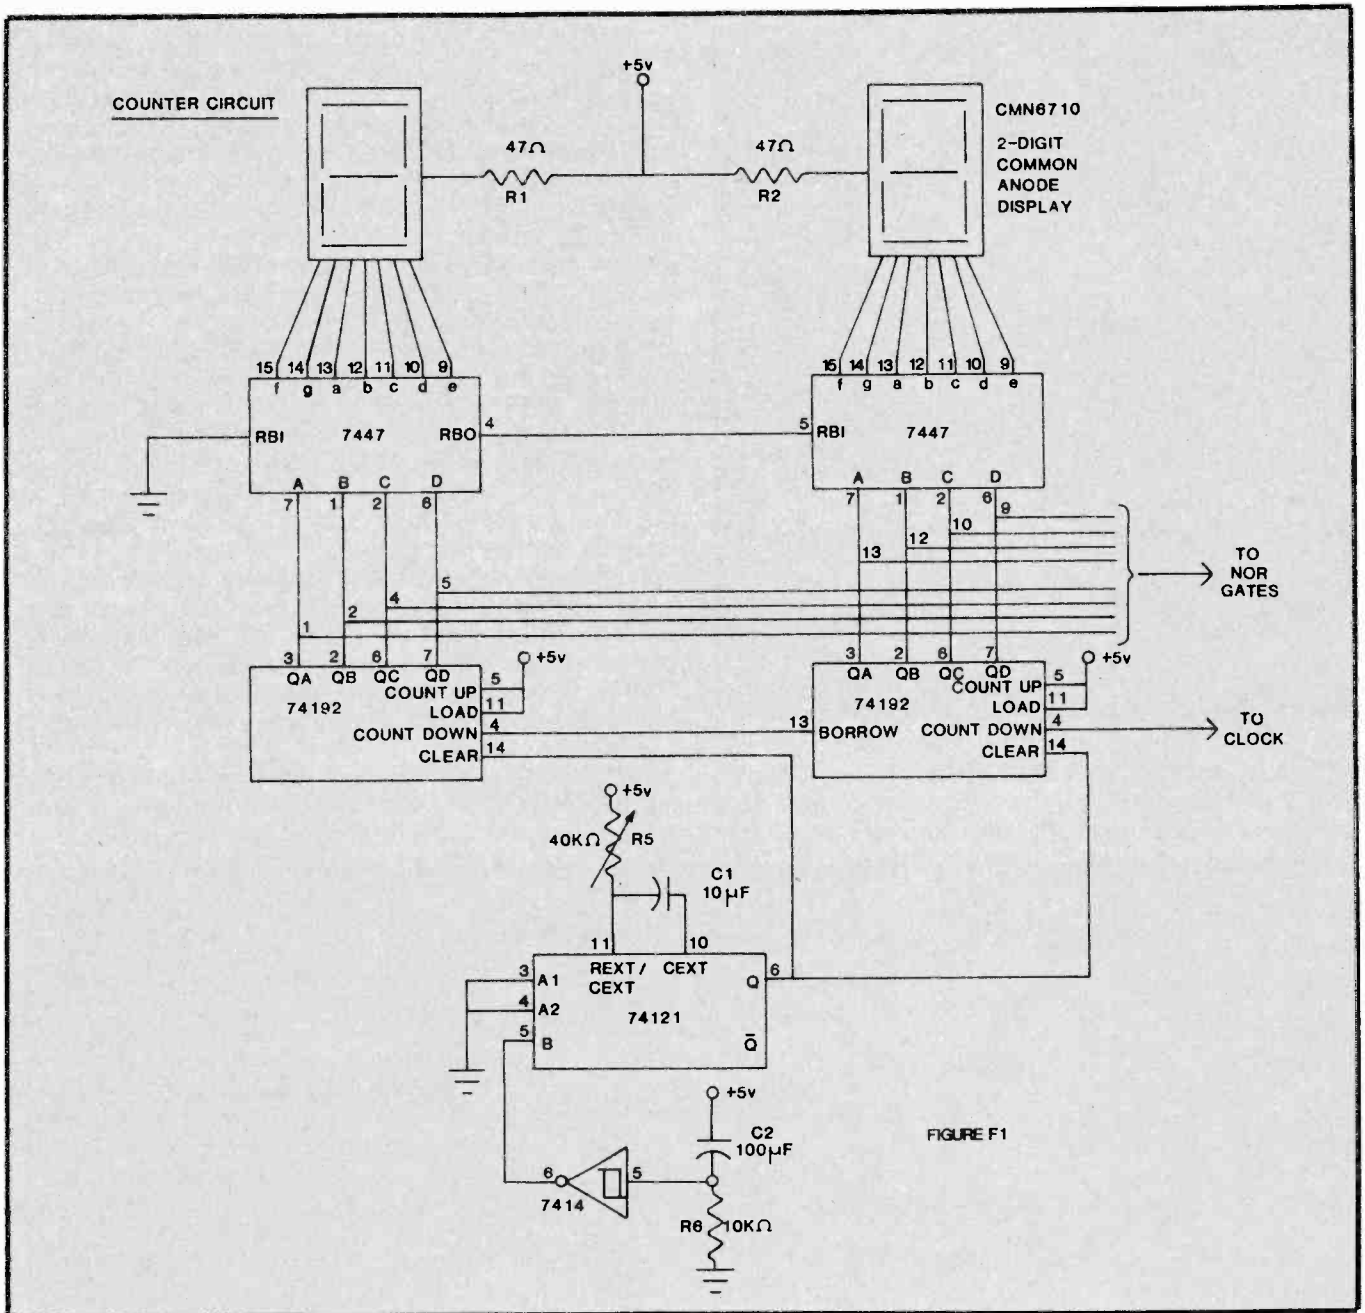 +5v
COUNTER CIRCUIT
CMN6710
2-DIGIT
COMMON
ANODE
DISPLAY
47Ω
R1
47Ω
R2
15 14 13 12 11 10 9
f g a b c d e
RBI 7447 RBO 4
A B C D
7 1 2 6
15 14 13 12 11 10 9
f g a b c d e
5 RBI 7447
A B C D
7 1 2 6
9
10
12
13
5
4
2
1
TO
NOR
GATES
3 2 6 7
QA QB QC QD
+5v
COUNT UP 5
74192
LOAD 11
COUNT DOWN 4
CLEAR 14
3 2 6 7
QA QB QC QD
+5v
COUNT UP 5
74192
LOAD 11
13 BORROW COUNT DOWN 4
CLEAR 14
TO
CLOCK
+5v
40KΩ R5
C1
10µF
11 10
REXT/ CEXT
CEXT
3 A1
4 A2
5 B
74121
Q 6
Q̅
+5v
C2
100µF
6 5
7414
R6 10KΩ
FIGURE F1